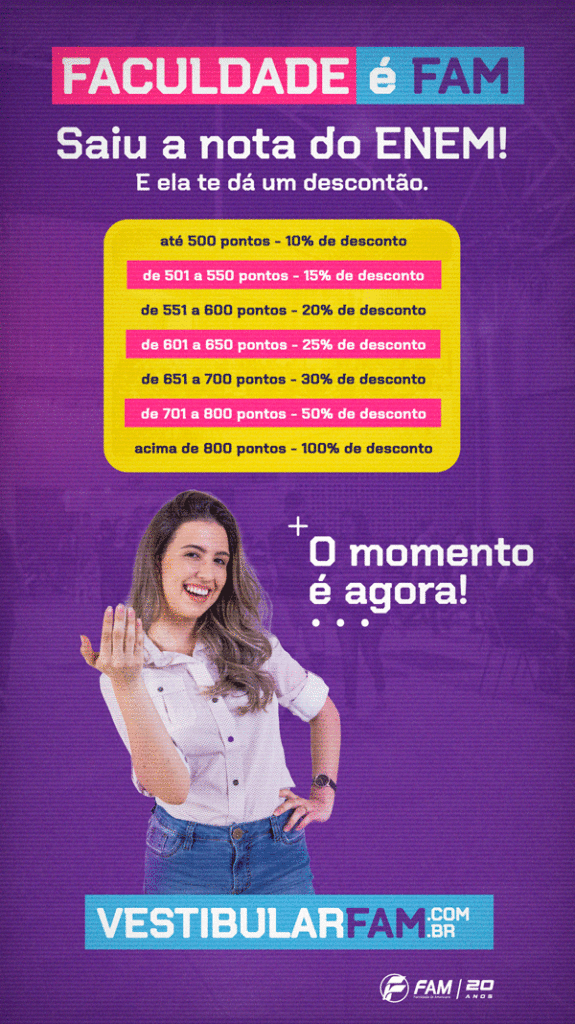 FACULDADE é FAM
Saiu a nota do ENEM!
E ela te dá um descontão.
até 500 pontos - 10% de desconto
de 501 a 550 pontos - 15% de desconto
de 551 a 600 pontos - 20% de desconto
de 601 a 650 pontos - 25% de desconto
de 651 a 700 pontos - 30% de desconto
de 701 a 800 pontos - 50% de desconto
acima de 800 pontos - 100% de desconto
O momento
é agora!
VESTIBULARFAM.COM.BR
FAM | 20
Faculdade de Americana ANOS